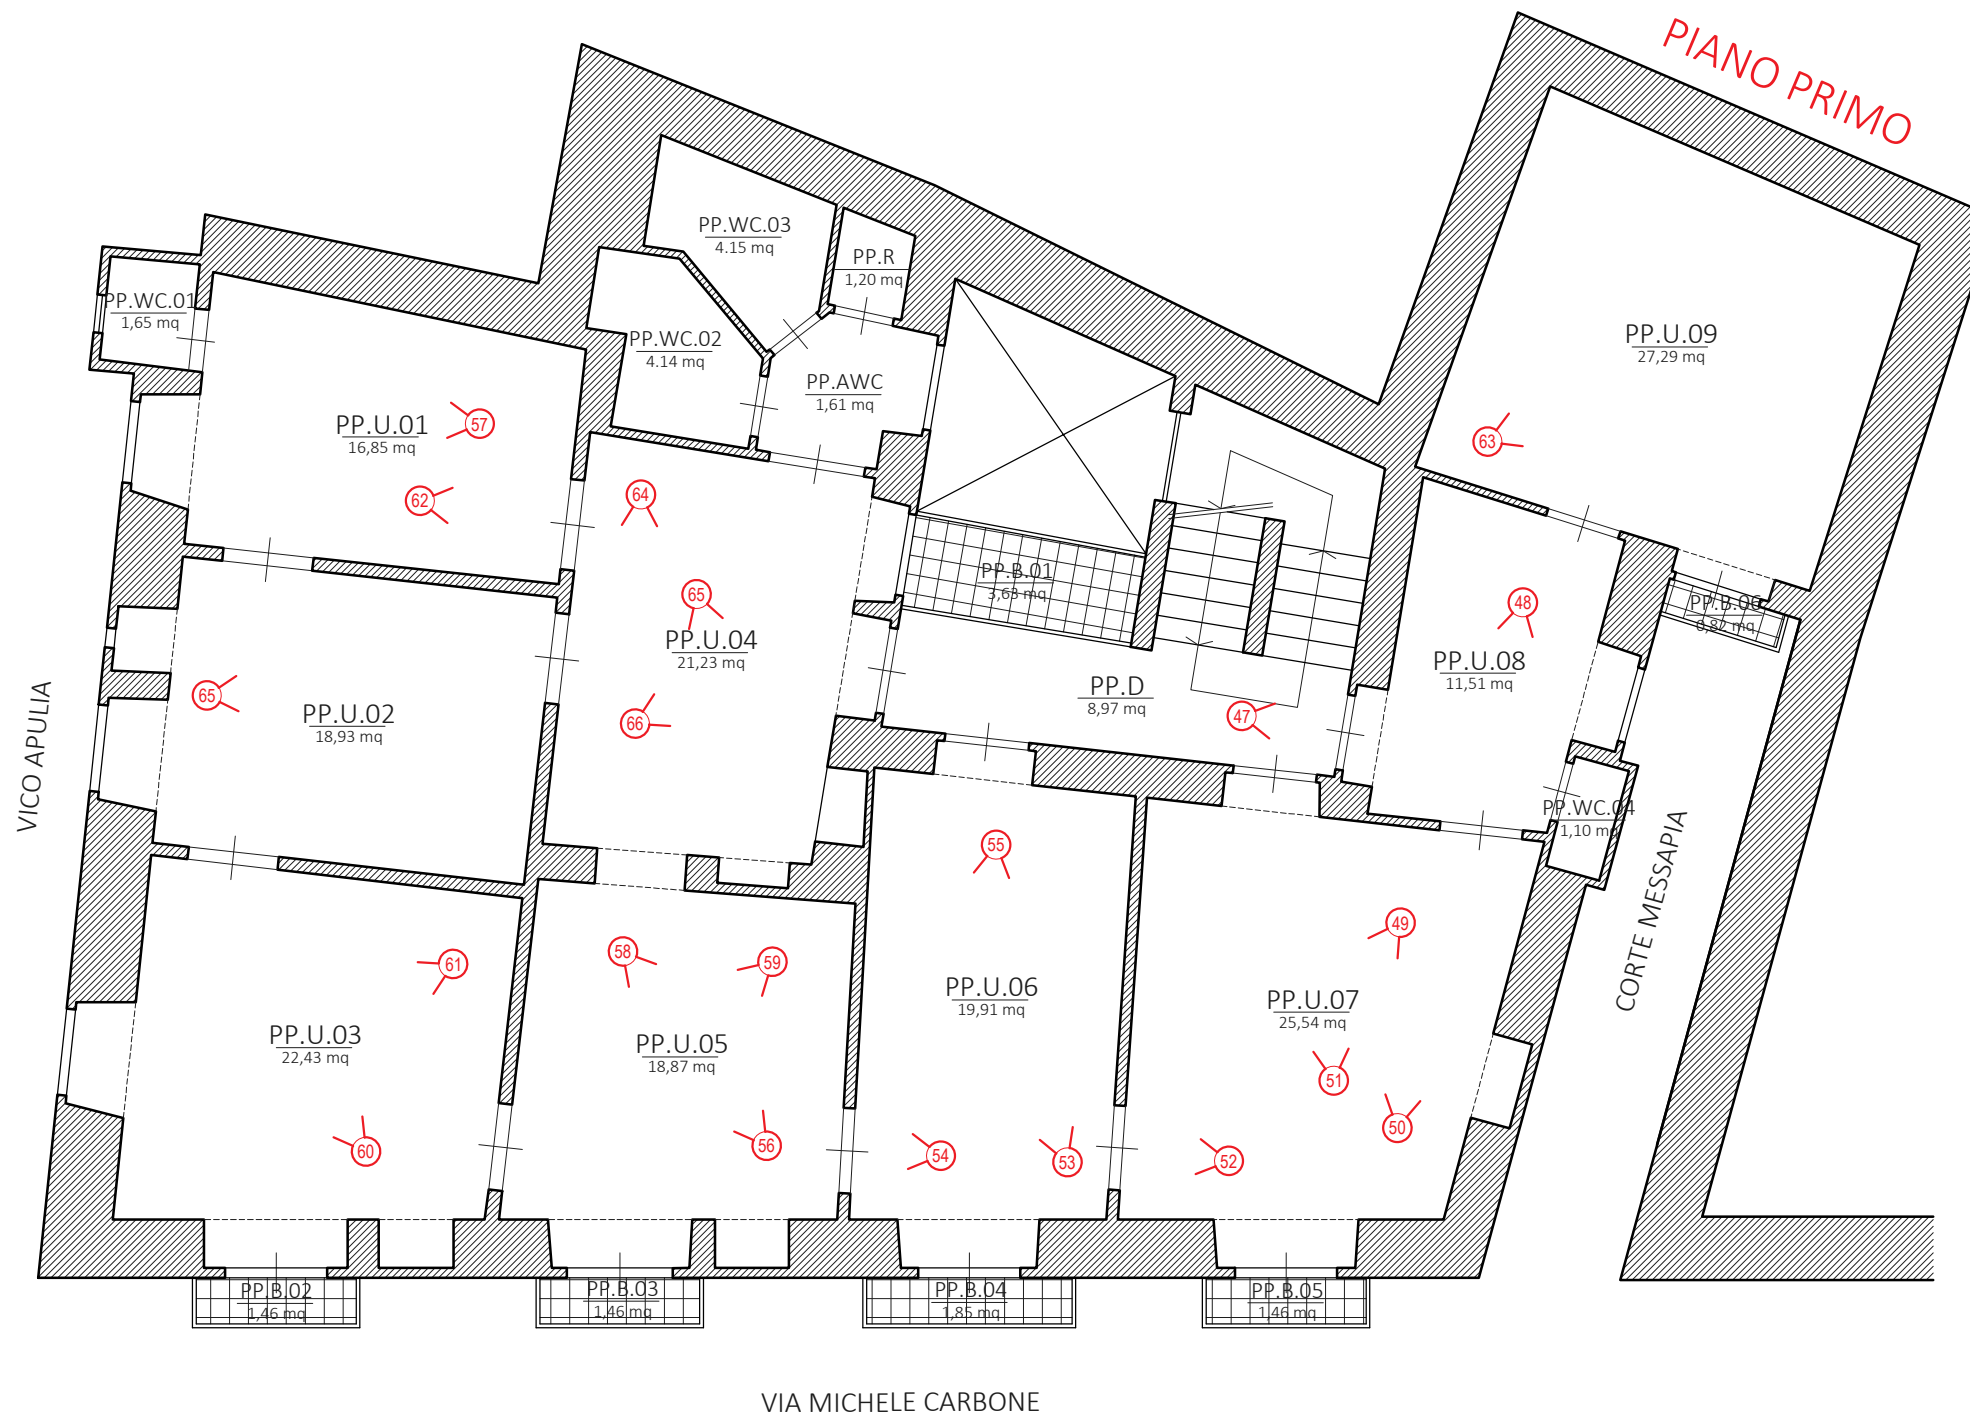 PIANO PRIMO
PP.WC.03
4.15 mq
PP.R
1,20 mq
PP.WC.01
1,65 mq
PP.WC.02
4.14 mq
PP.AWC
1,61 mq
PP.U.09
27,29 mq
63
PP.U.01
16,85 mq
57
62
64
65
PP.U.04
21,23 mq
66
PP.B.01
3,63 mq
48
PP.U.08
11,51 mq
PP.B.06
0,82 mq
PP.D
8,97 mq
47
65
PP.U.02
18,93 mq
VICO APULIA
PP.WC.04
1,10 mq
CORTE MESSAPIA
55
49
58
59
61
PP.U.03
22,43 mq
PP.U.05
18,87 mq
PP.U.06
19,91 mq
PP.U.07
25,54 mq
51
50
60
56
54
53
52
PP.B.02
1,46 mq
PP.B.03
1,46 mq
PP.B.04
1,85 mq
PP.B.05
1,46 mq
VIA MICHELE CARBONE